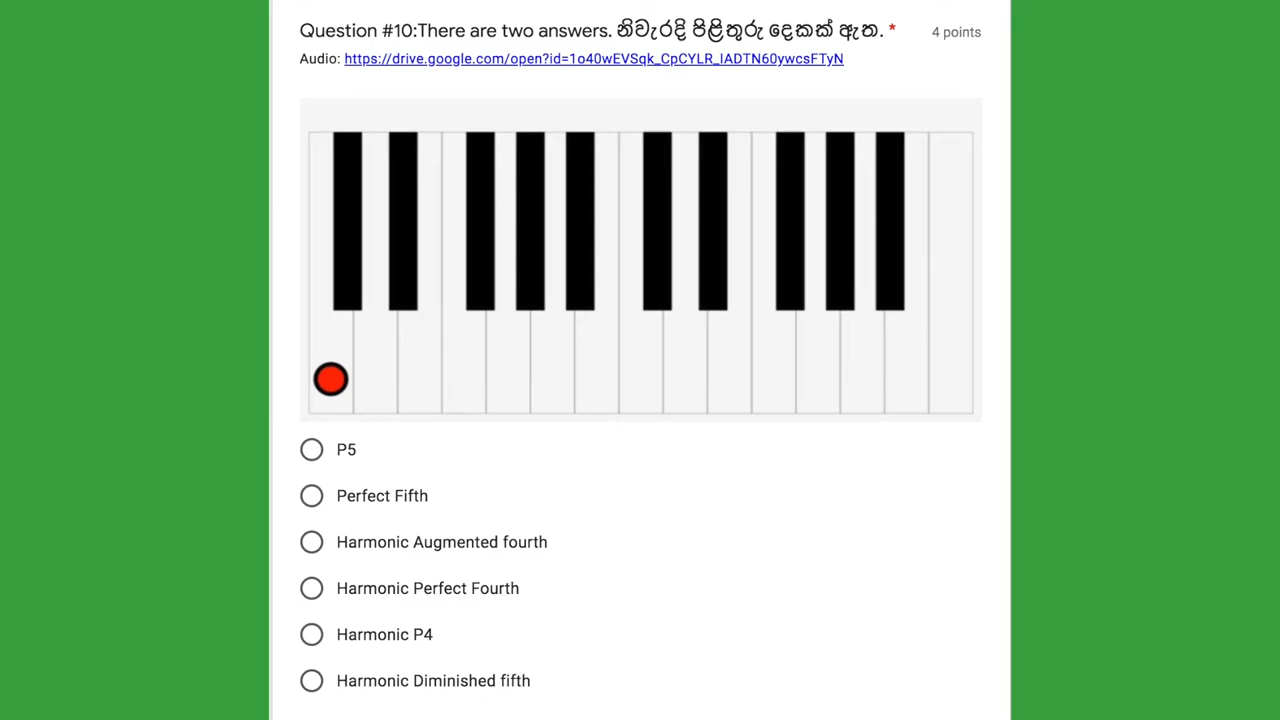 Question #10:There are two answers. නිවැරදි පිළිතුරු දෙකක් ඇත. *
4 points
Audio: https://drive.google.com/open?id=1o40wEVSqk_CpCYLR_IADTN60ywcsFTyN
P5
Perfect Fifth
Harmonic Augmented fourth
Harmonic Perfect Fourth
Harmonic P4
Harmonic Diminished fifth